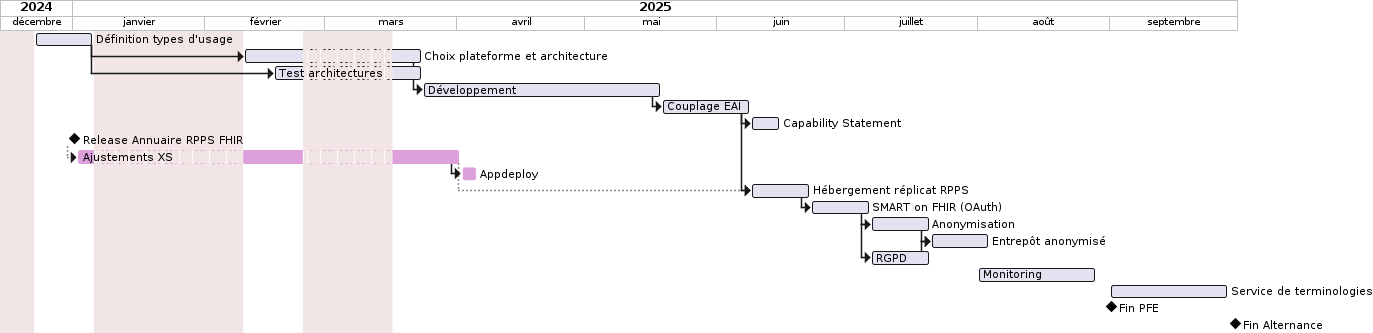 2024 2025
décembre janvier février mars avril mai juin juillet août septembre
Définition types d'usage
Choix plateforme et architecture
Test architectures
Développement
Couplage EAI
Capability Statement
Release Annuaire RPPS FHIR
Ajustements XS
Appdeploy
Hébergement réplicat RPPS
SMART on FHIR (OAuth)
Anonymisation
Entrepôt anonymisé
RGPD
Monitoring
Service de terminologies
Fin PFE
Fin Alternance